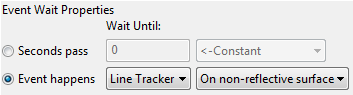 Event Wait Properties
Wait Until:
Seconds pass 0 <-Constant
Event happens Line Tracker On non-reflective surface